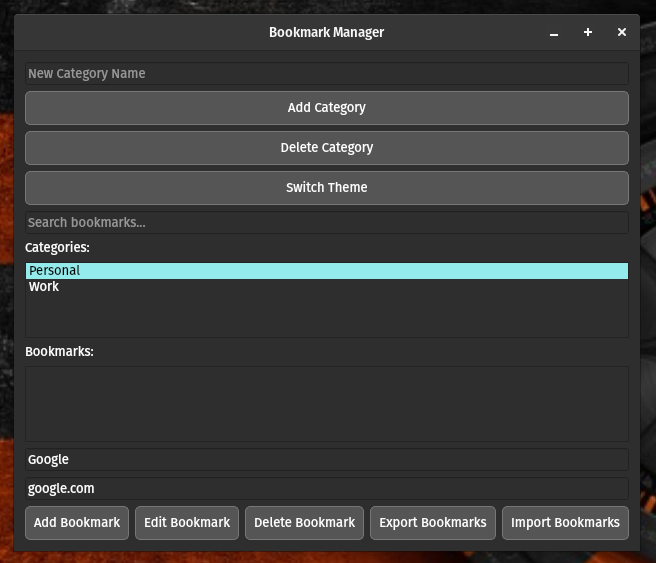 Bookmark Manager
New Category Name
Add Category
Delete Category
Switch Theme
Search bookmarks...
Categories:
Personal
Work
Bookmarks:
Google
google.com
Add Bookmark Edit Bookmark Delete Bookmark Export Bookmarks Import Bookmarks